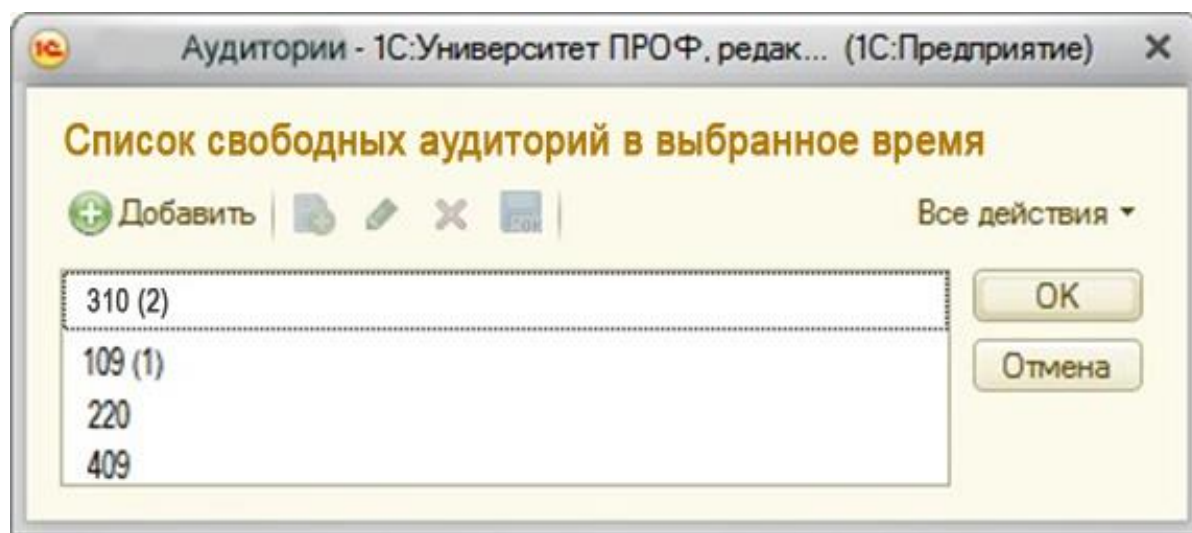 1С Аудитории - 1С:Университет ПРОФ, редак... (1С:Предприятие)
Список свободных аудиторий в выбранное время
Добавить Все действия
310 (2) OK
109 (1) Отмена
220
409